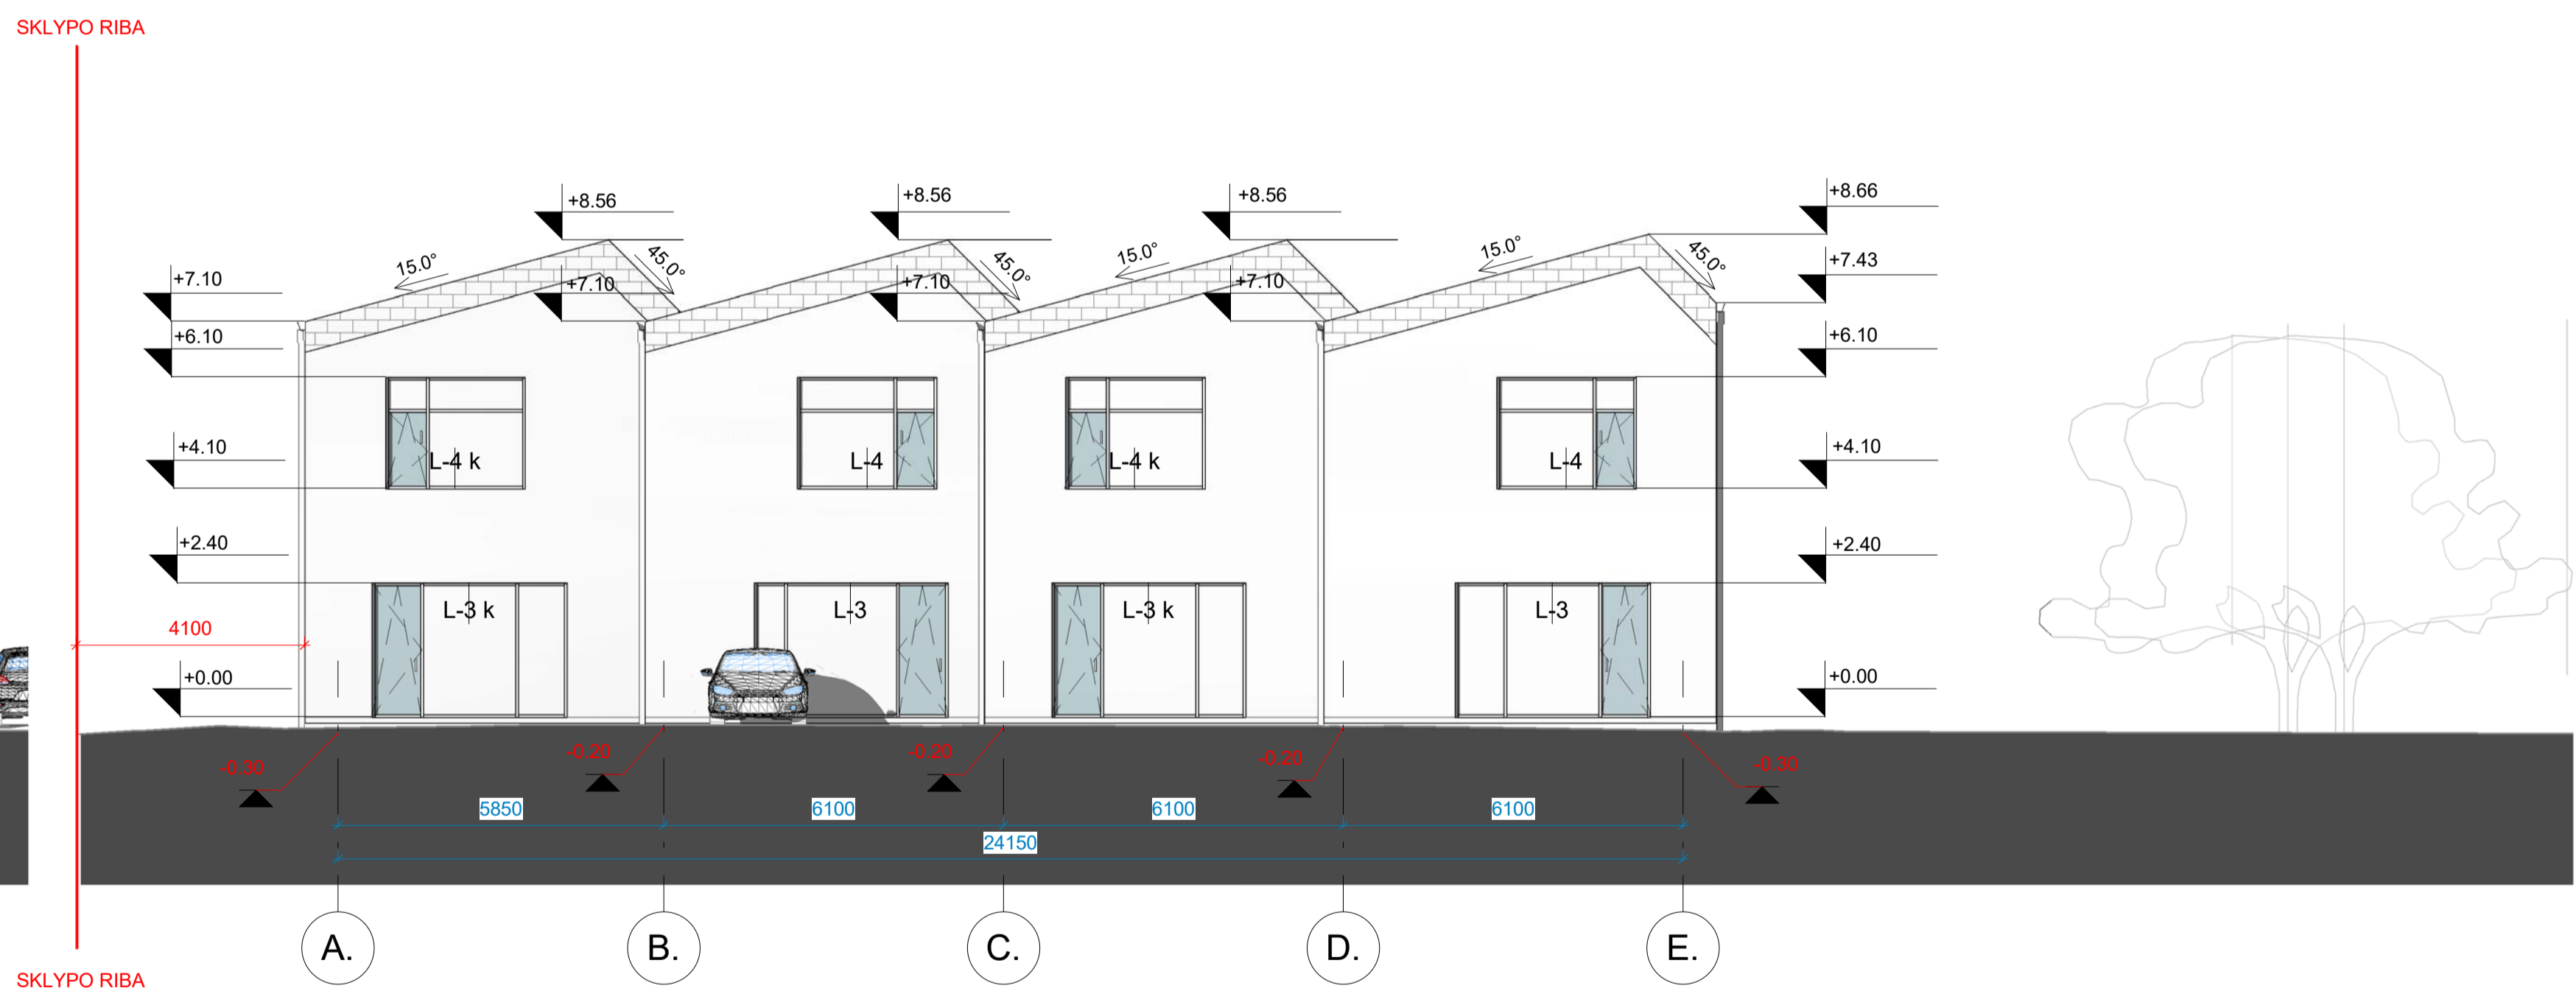 SKLYPO RIBA
+8.66
+8.56
+8.56
+8.56
15.0°
45.0°
45.0°
15.0°
15.0°
45.0°
+7.10
+7.10
+7.10
+7.10
+7.43
+6.10
+6.10
+4.10
L-4 k
L-4
L-4 k
L-4
+4.10
+2.40
+2.40
4100
L-3 k
L-3
L-3 k
L-3
+0.00
+0.00
-0.30
-0.20
-0.20
-0.20
-0.30
5850
6100
6100
6100
24150
A.
B.
C.
D.
E.
SKLYPO RIBA